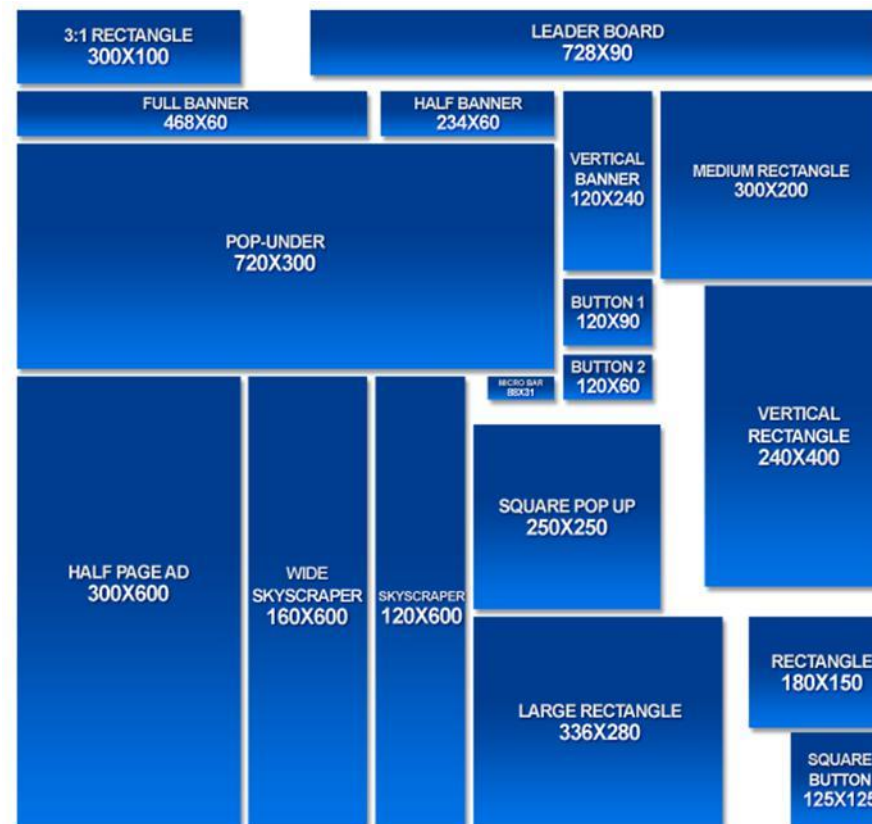 3:1 RECTANGLE
300X100
LEADER BOARD
728X90
FULL BANNER
468X60
HALF BANNER
234X60
VERTICAL
BANNER
120X240
MEDIUM RECTANGLE
300X200
POP-UNDER
720X300
BUTTON 1
120X90
BUTTON 2
120X60
MICRO BAR
88X31
VERTICAL
RECTANGLE
240X400
HALF PAGE AD
300X600
WIDE
SKYSCRAPER
160X600
SKYSCRAPER
120X600
SQUARE POP UP
250X250
LARGE RECTANGLE
336X280
RECTANGLE
180X150
SQUARE
BUTTON
125X125